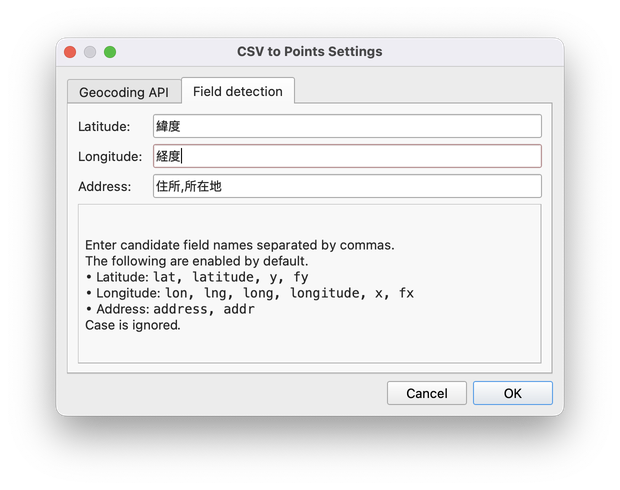 CSV to Points Settings
Geocoding API
Field detection
Latitude: 緯度
Longitude: 経度
Address: 住所,所在地
Enter candidate field names separated by commas.
The following are enabled by default.
• Latitude: lat, latitude, y, fy
• Longitude: lon, lng, long, longitude, x, fx
• Address: address, addr
Case is ignored.
Cancel
OK